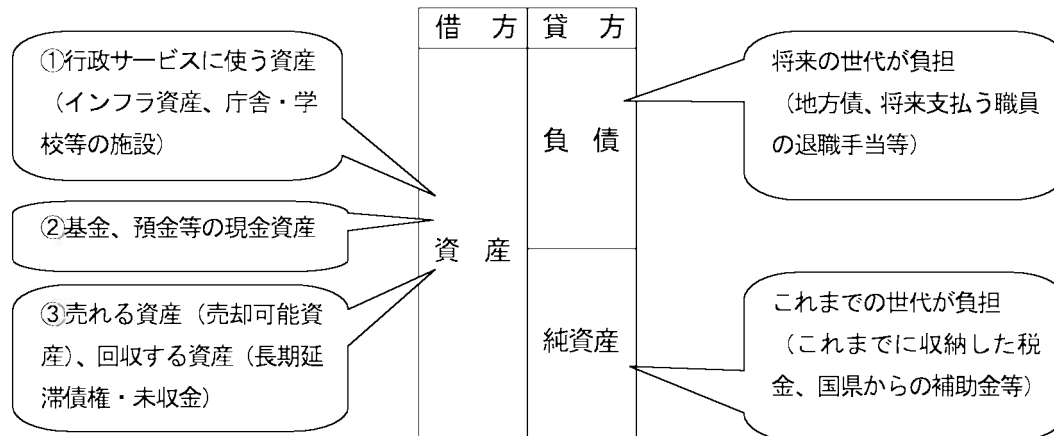 借　方
貸　方
①行政サービスに使う資産
（インフラ資産、庁舎・学
校等の施設）
②基金、預金等の現金資産
③売れる資産（売却可能資
産）、回収する資産（長期延
滞債権・未収金）
資　産
負　債
純資産
将来の世代が負担
（地方債、将来支払う職員
の退職手当等）
これまでの世代が負担
（これまでに収納した税
金、国県からの補助金等）